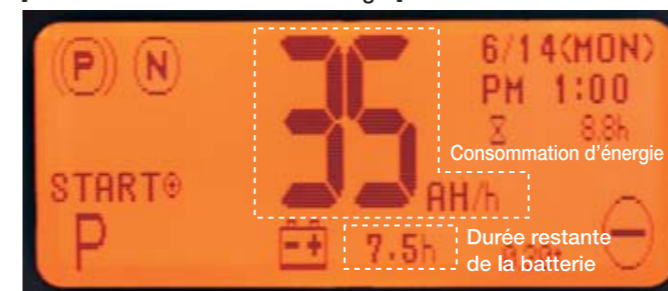 (P) N
35 AH/h
6/14(MON)
PM 1:00
8.8h
Consommation d'énergie
START
P
7.5h
Durée restante
de la batterie